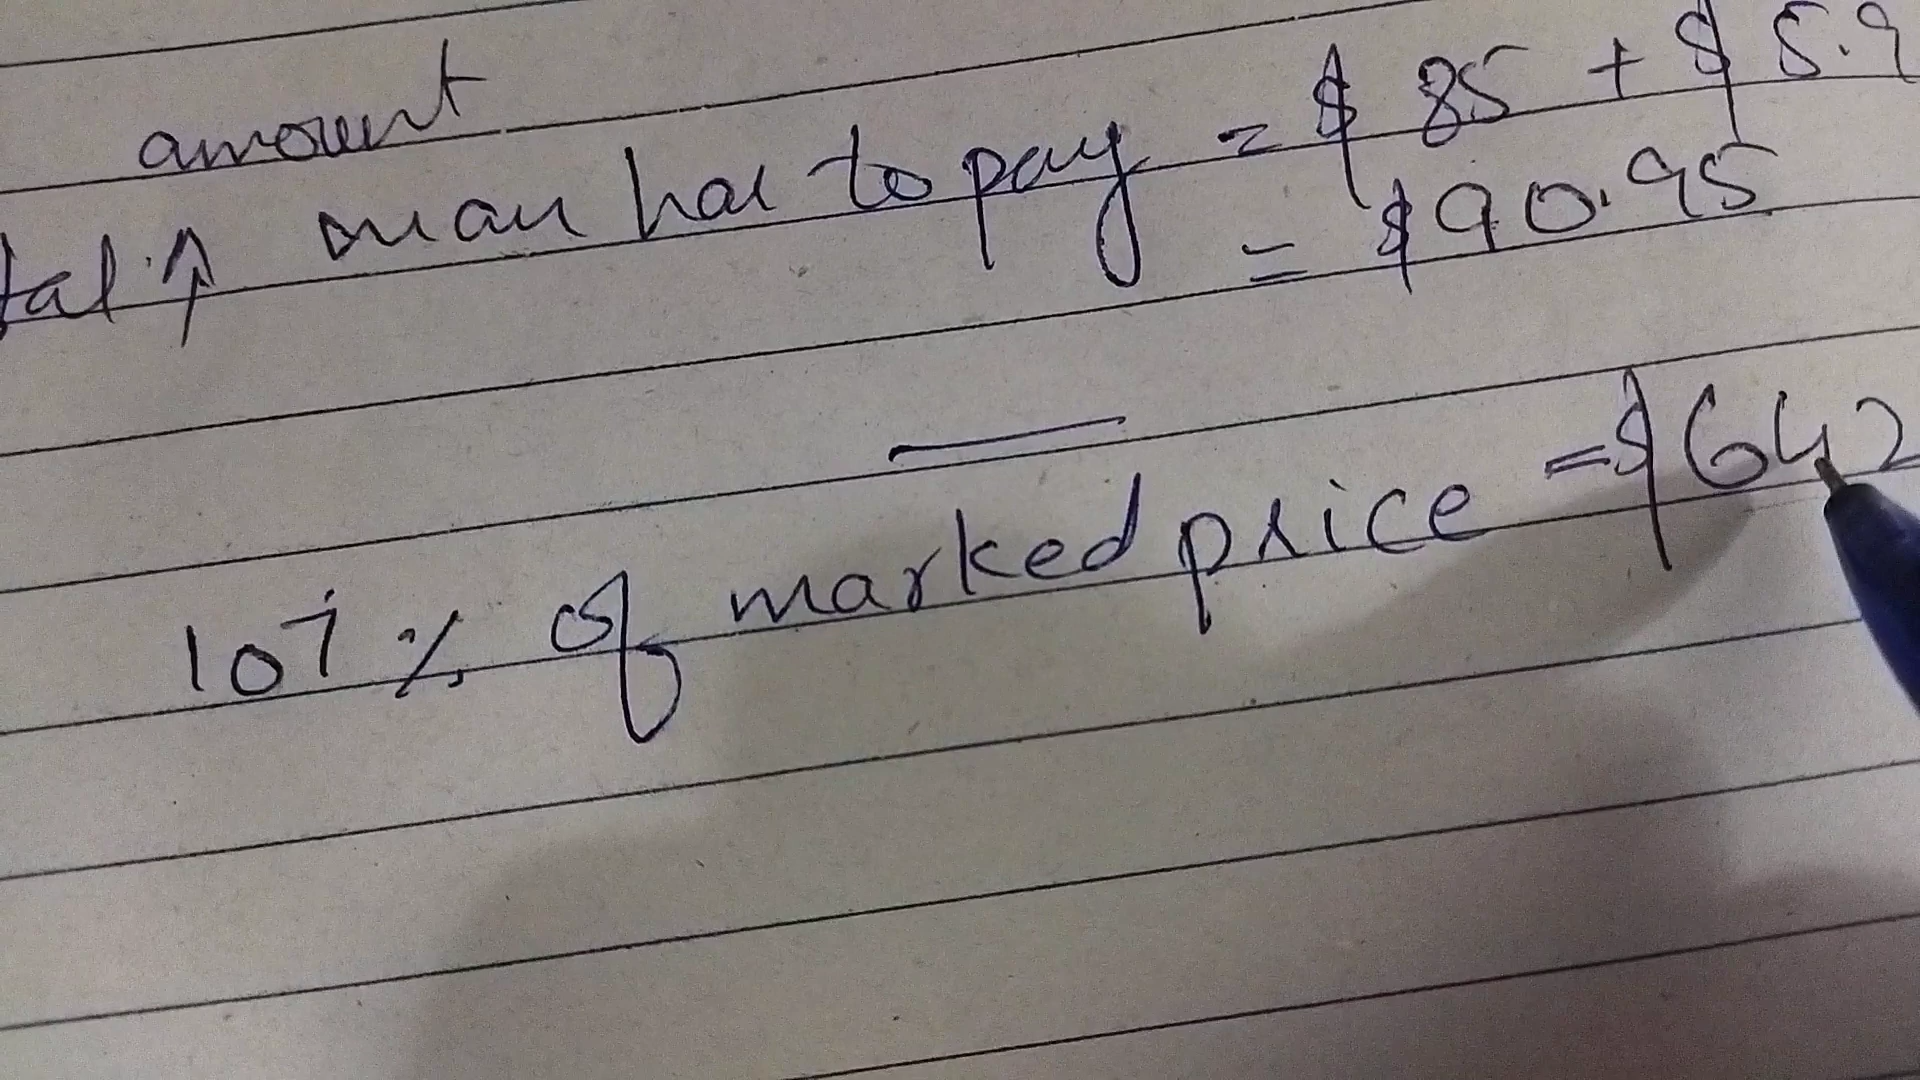 amount
tal ↑ man has to pay = $ 85 + $ 5.9
= $90.95
107 % of marked price = $642